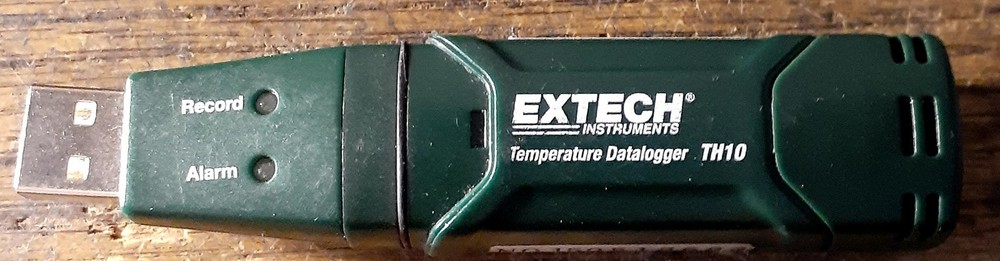 Record
Alarm
EXTECH®
INSTRUMENTS
Temperature Datalogger TH10